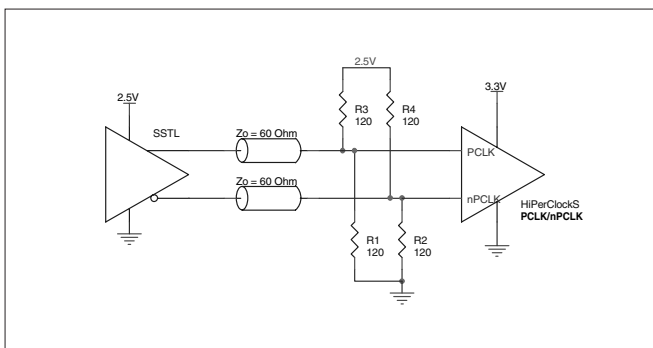 2.5V
3.3V
2.5V
R3
120
R4
120
SSTL
Zo = 60 Ohm
PCLK
Zo = 60 Ohm
nPCLK
HiPerClockS
PCLK/nPCLK
R1
120
R2
120